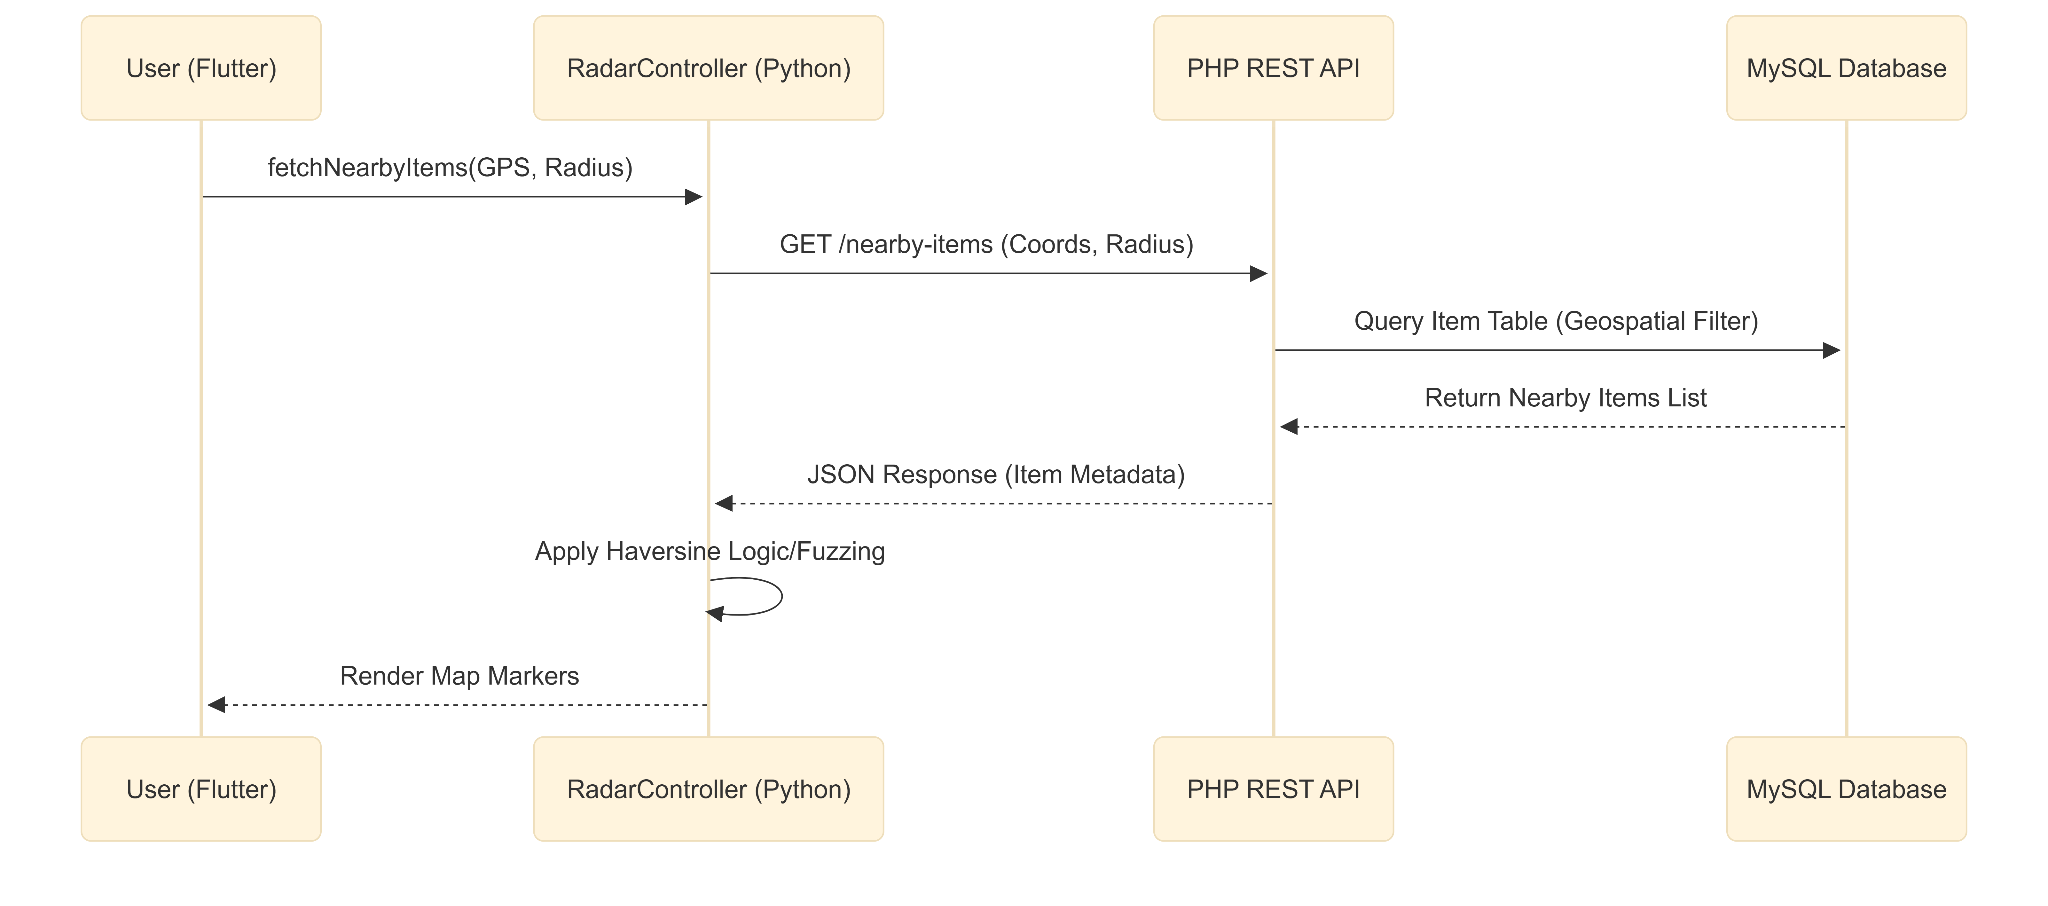 User (Flutter)
RadarController (Python)
PHP REST API
MySQL Database
fetchNearbyItems(GPS, Radius)
GET /nearby-items (Coords, Radius)
Query Item Table (Geospatial Filter)
Return Nearby Items List
JSON Response (Item Metadata)
Apply Haversine Logic/Fuzzing
Render Map Markers
User (Flutter)
RadarController (Python)
PHP REST API
MySQL Database